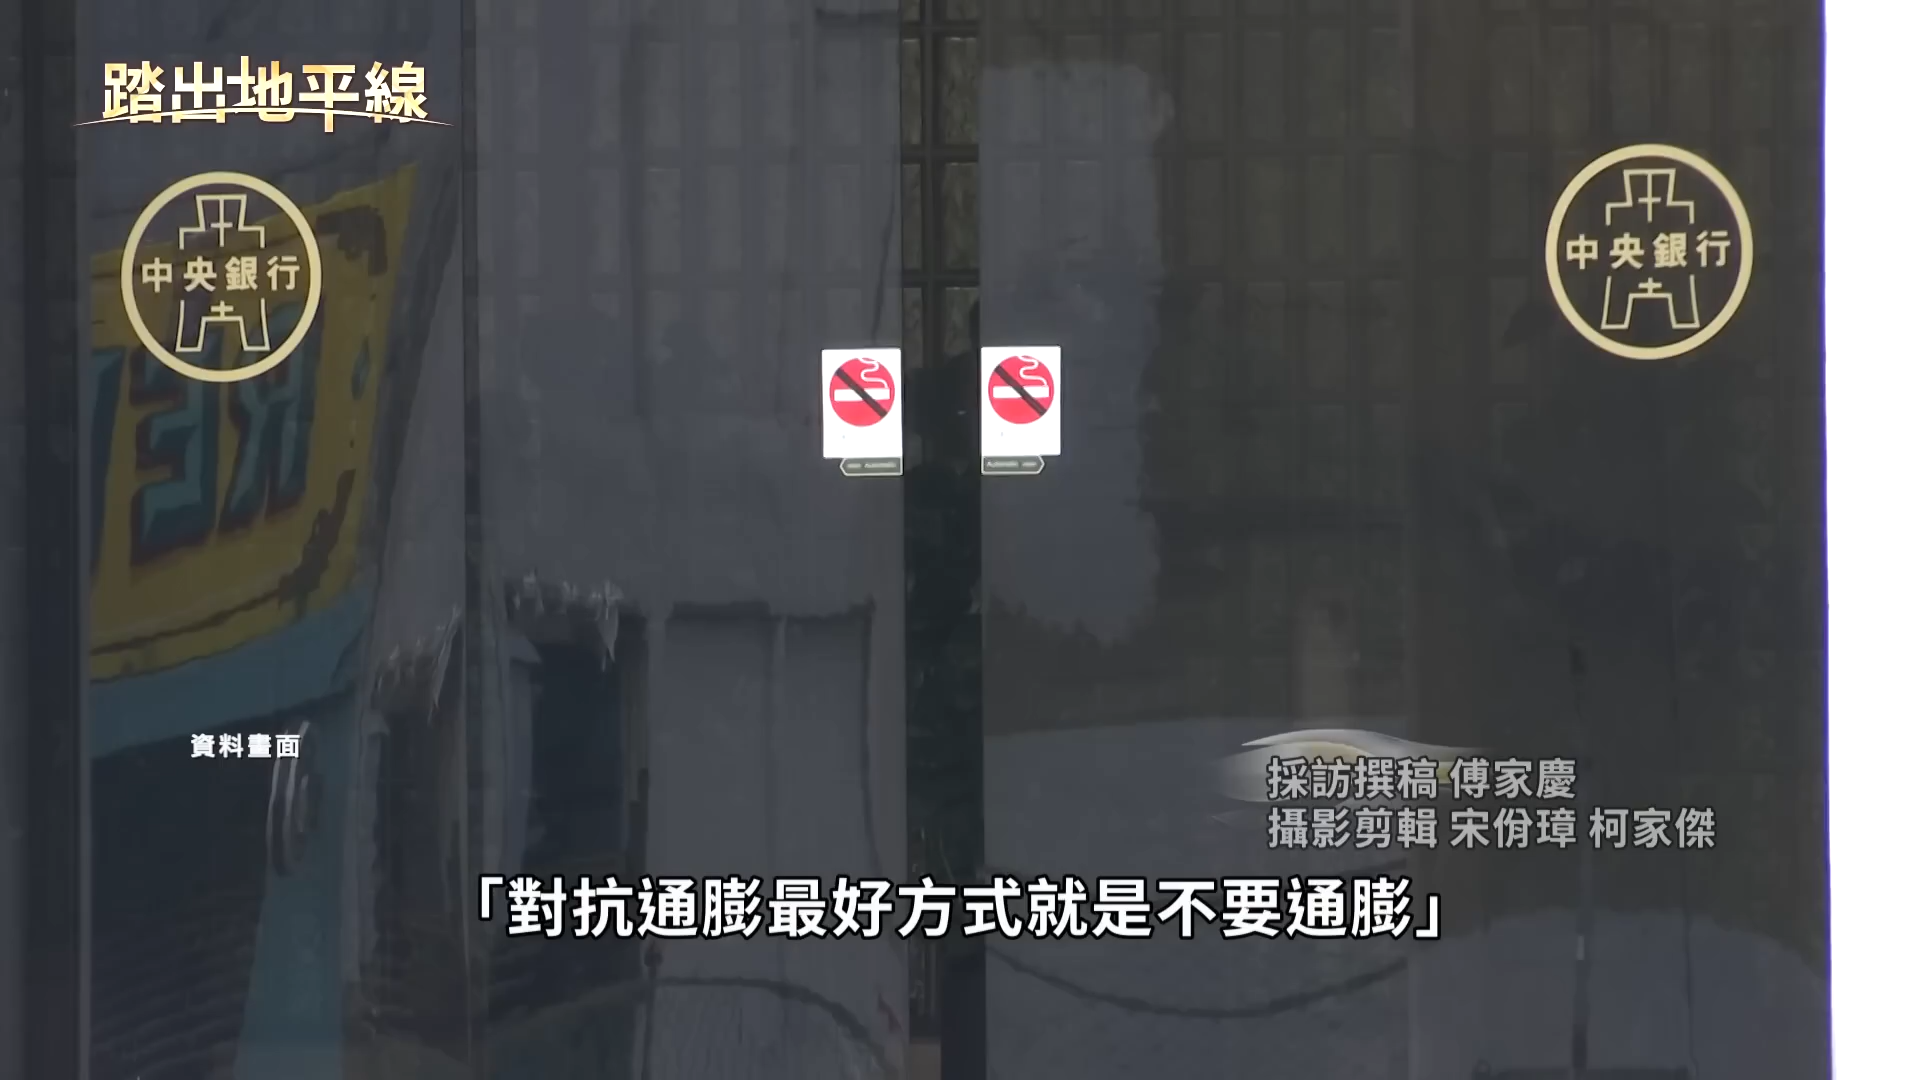 踏出地平線
中央銀行
中央銀行
資料畫面
採訪撰稿 傅家慶
攝影剪輯 宋佾璋 柯家傑
「對抗通膨最好方式就是不要通膨」